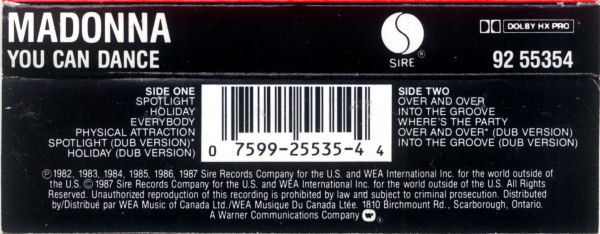 MADONNA
YOU CAN DANCE
SIRE®
DOLBY HX PRO
92 55354
SIDE ONE
SPOTLIGHT
HOLIDAY
EVERYBODY
PHYSICAL ATTRACTION
SPOTLIGHT (DUB VERSION)*
HOLIDAY (DUB VERSION)
0 7599-25535-4 4
SIDE TWO
OVER AND OVER
INTO THE GROOVE
WHERE'S THE PARTY
OVER AND OVER* (DUB VERSION)
INTO THE GROOVE (DUB VERSION)
Ⓟ1982, 1983, 1984, 1985, 1986, 1987 Sire Records Company for the U.S. and WEA International Inc. for the world outside of
the U.S. ©1987 Sire Records Company for the U.S. and WEA International Inc. for the world outside of the U.S. All Rights
Reserved. Unauthorized reproduction of this recording is prohibited by law and subject to criminal prosecution. Distributed
by/Distribué par WEA Music of Canada Ltd./WEA Musique Du Canada Ltée. 1810 Birchmount Rd., Scarborough, Ontario.
A Warner Communications Company